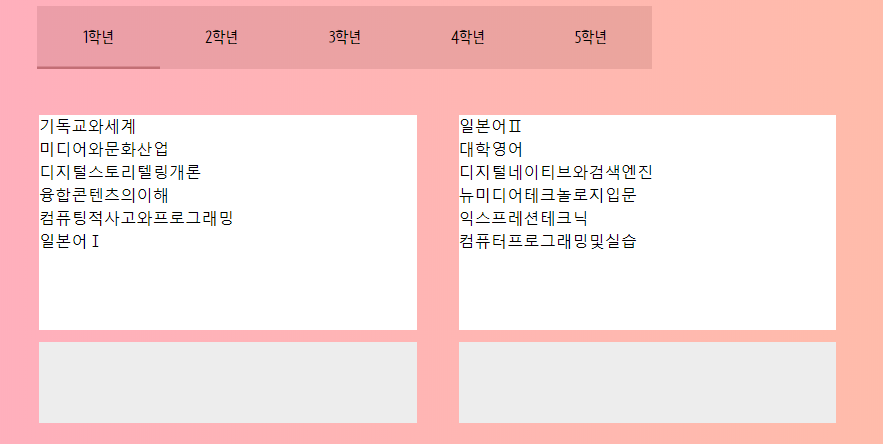 1학년 2학년 3학년 4학년 5학년
기독교와세계
미디어와문화산업
디지털스토리텔링개론
융합콘텐츠의이해
컴퓨팅적사고와프로그래밍
일본어Ⅰ
일본어Ⅱ
대학영어
디지털네이티브와검색엔진
뉴미디어테크놀로지입문
익스프레션테크닉
컴퓨터프로그래밍및실습